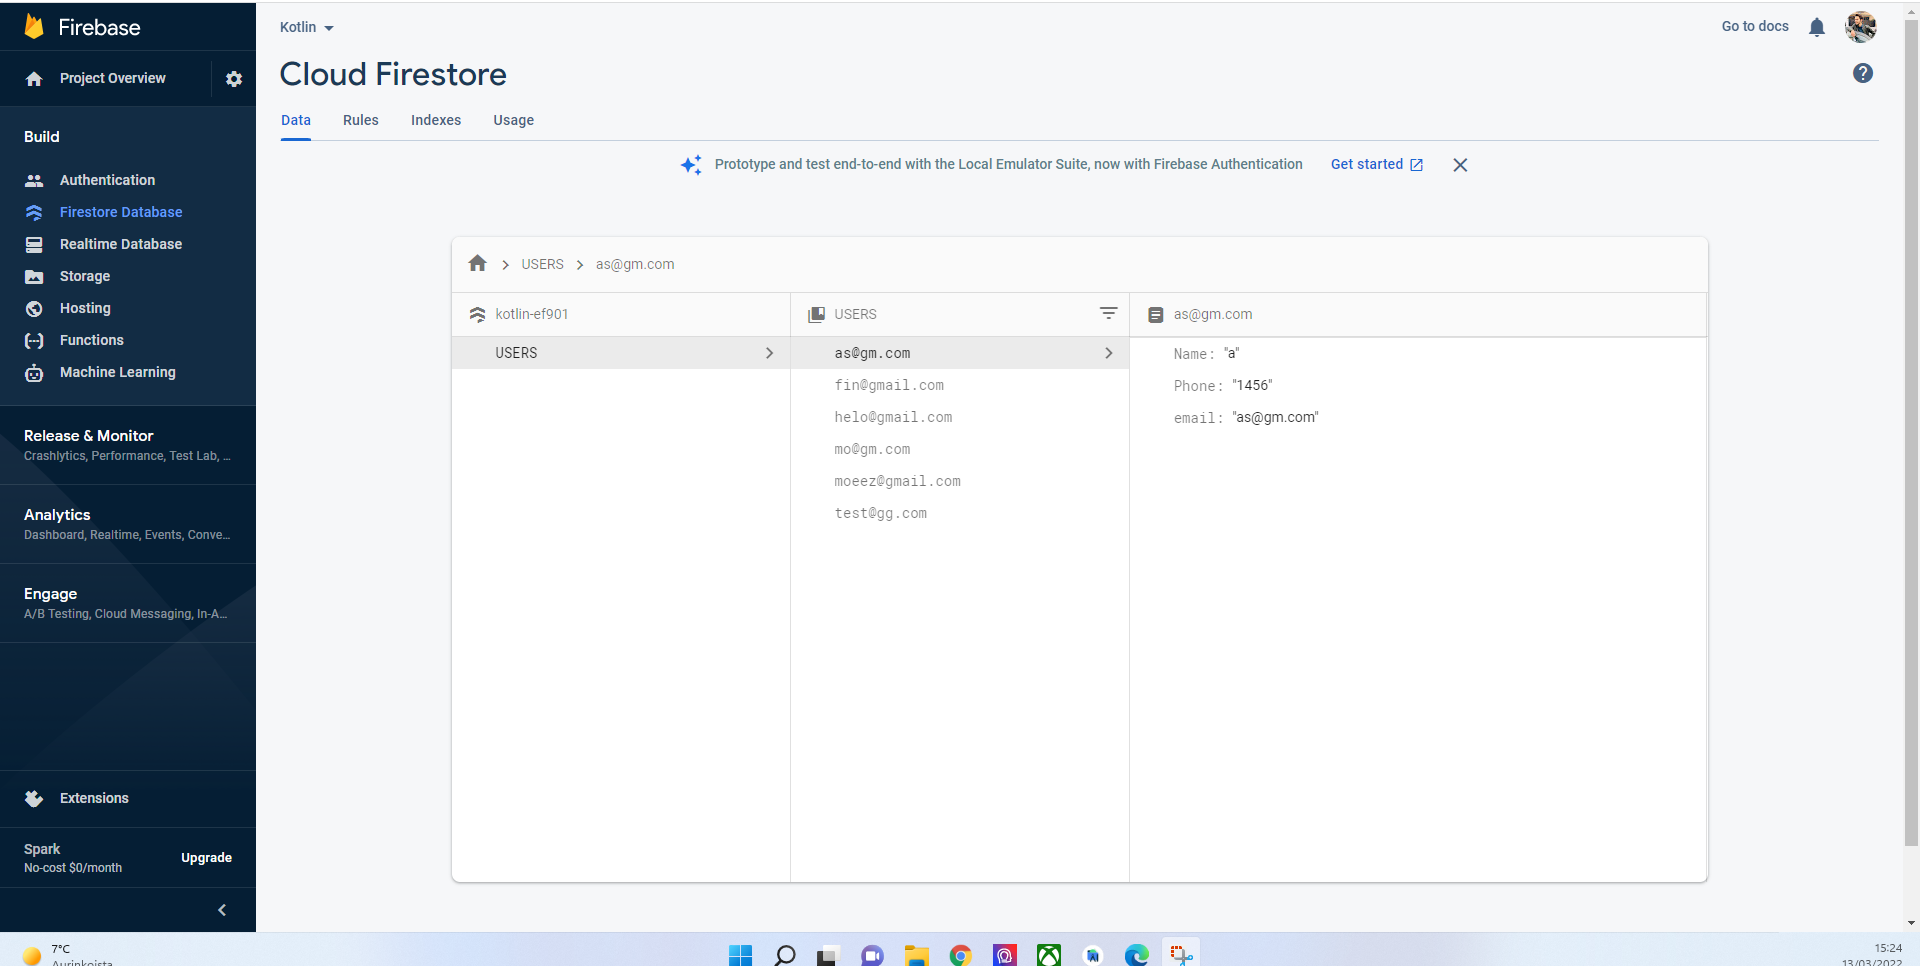 Firebase
Project Overview
Build
Authentication
Firestore Database
Realtime Database
Storage
Hosting
Functions
Machine Learning
Release & Monitor
Crashlytics, Performance, Test Lab, ...
Analytics
Dashboard, Realtime, Events, Conve...
Engage
A/B Testing, Cloud Messaging, In-A...
Extensions
Spark
No-cost $0/month
Upgrade
Kotlin
Go to docs
Cloud Firestore
Data Rules Indexes Usage
Prototype and test end-to-end with the Local Emulator Suite, now with Firebase Authentication Get started
USERS as@gm.com
kotlin-ef901
USERS
USERS
as@gm.com
fin@gmail.com
helo@gmail.com
mo@gm.com
moeez@gmail.com
test@gg.com
as@gm.com
Name: "a"
Phone: "1456"
email: "as@gm.com"
7°C
Aurinkoista
15:24
13/03/2022